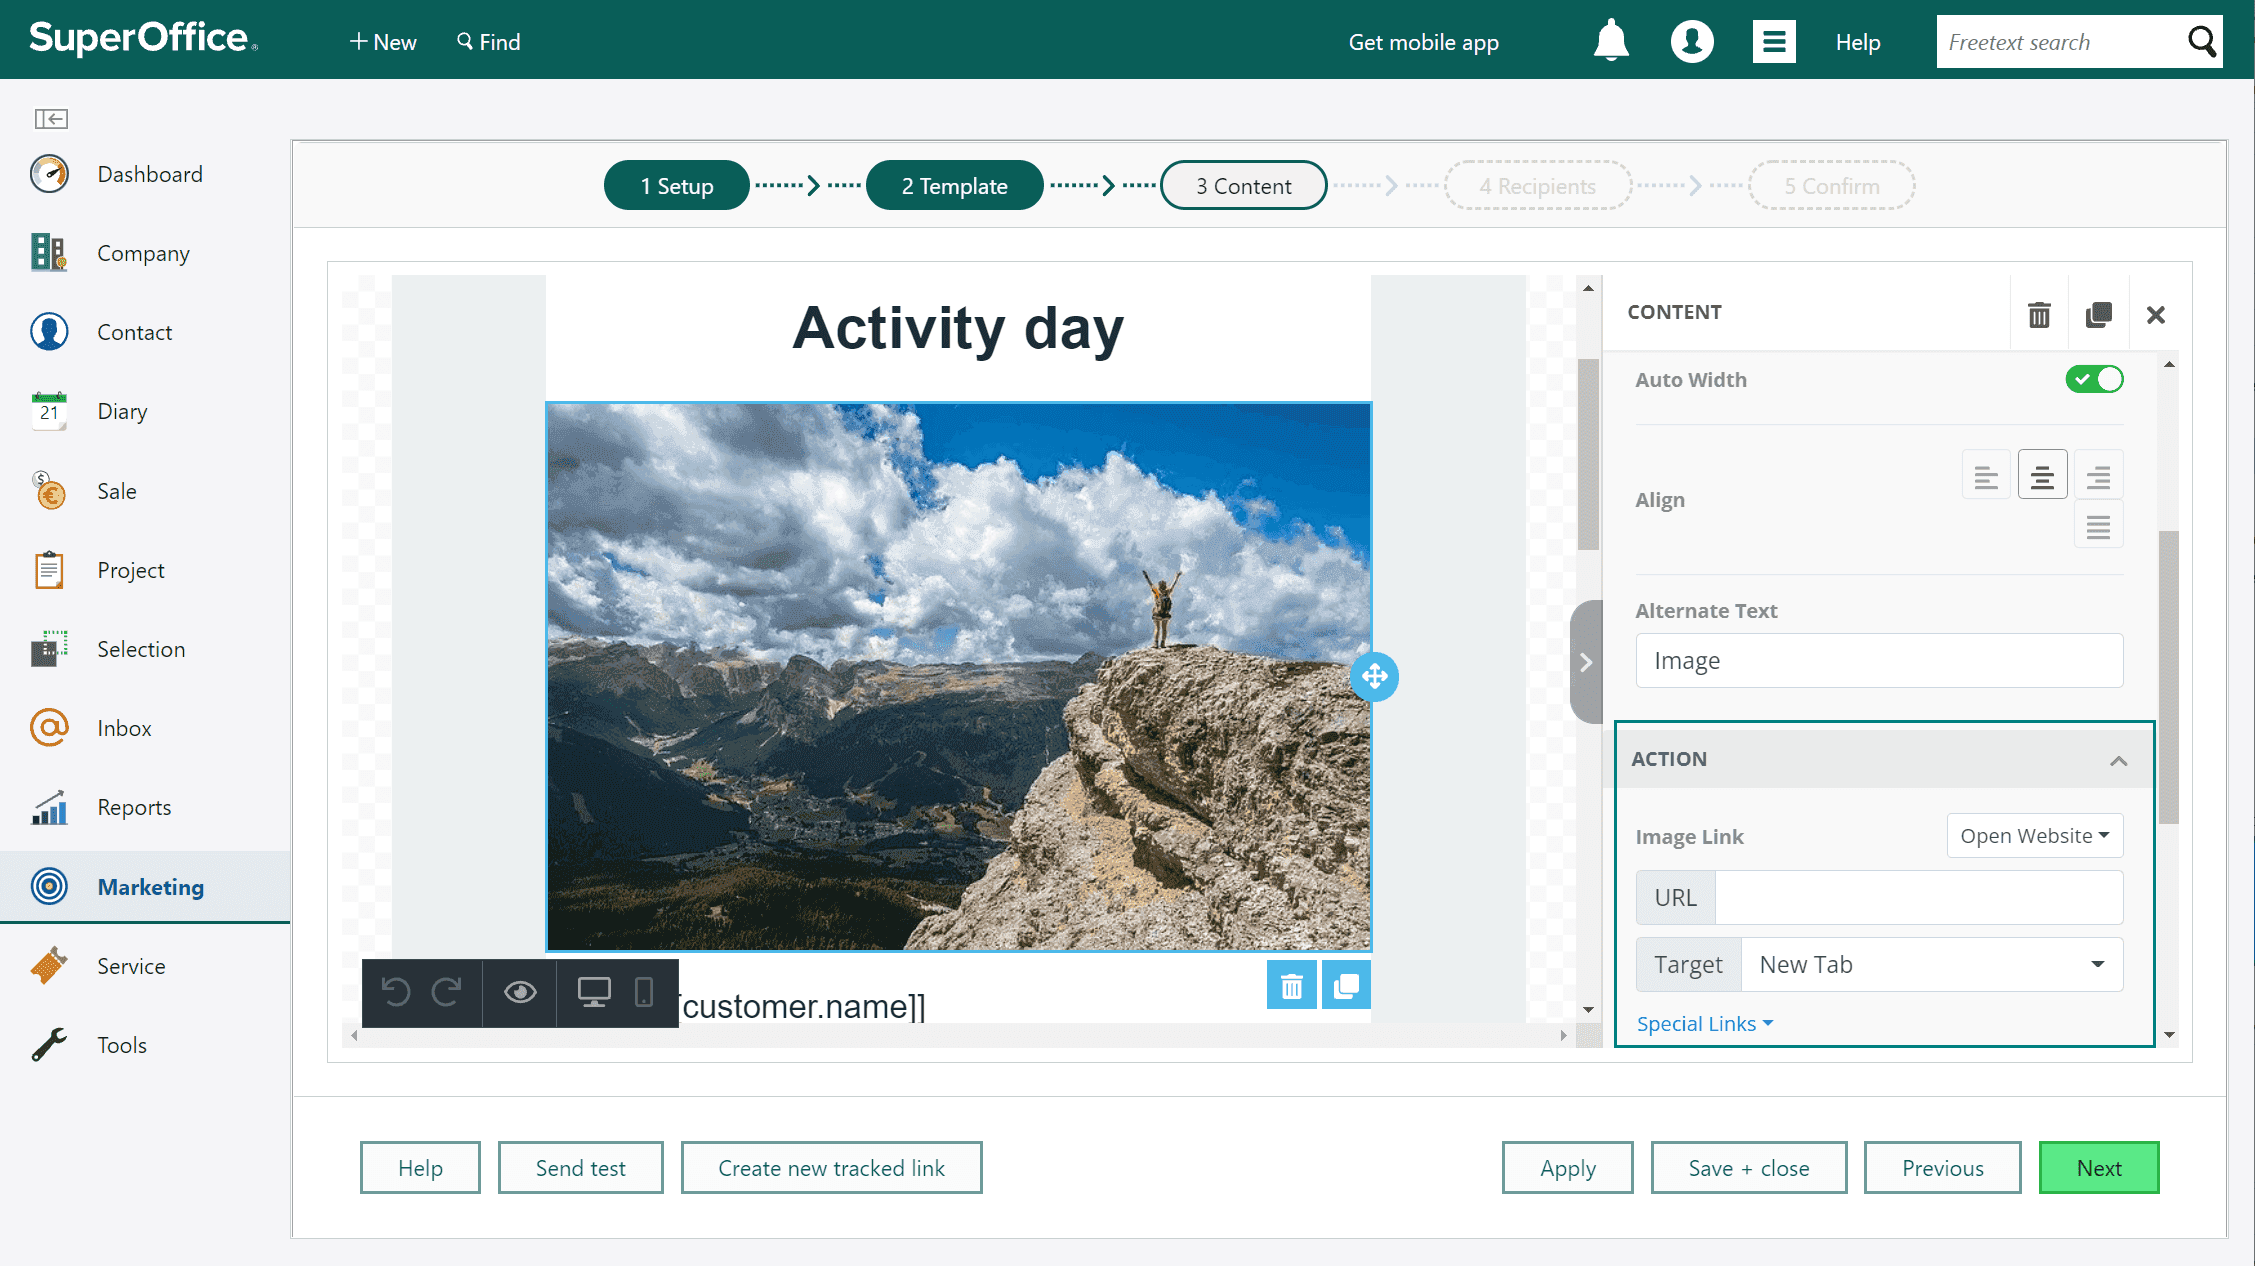 SuperOffice®
+ New
Find
Get mobile app
Help
Freetext search
Dashboard
Company
Contact
21
Diary
$
€
Sale
Project
Selection
@
Inbox
Reports
Marketing
Service
Tools
1 Setup
2 Template
3 Content
4 Recipients
5 Confirm
Activity day
[customer.name]]
CONTENT
Auto Width
Align
Alternate Text
Image
ACTION
Image Link
Open Website
URL
Target
New Tab
Special Links
Help
Send test
Create new tracked link
Apply
Save + close
Previous
Next